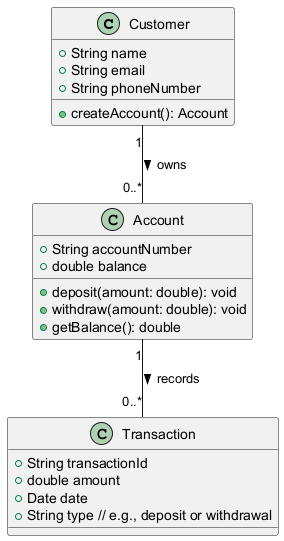 C Customer
String name
String email
String phoneNumber
createAccount(): Account
1
owns
0..*
C Account
String accountNumber
double balance
deposit(amount: double): void
withdraw(amount: double): void
getBalance(): double
1
records
0..*
C Transaction
String transactionId
double amount
Date date
String type // e.g., deposit or withdrawal